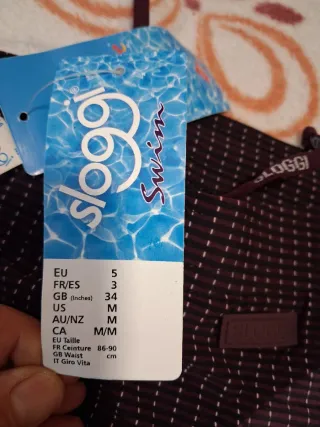 sloggi
swim
SLOGGI
EU 5
FR/ES 3
GB (Inches) 34
US M
AU/NZ M
CA M/M
EU Taille
FR Ceinture 86-90
GB Waist cm
IT Giro Vita